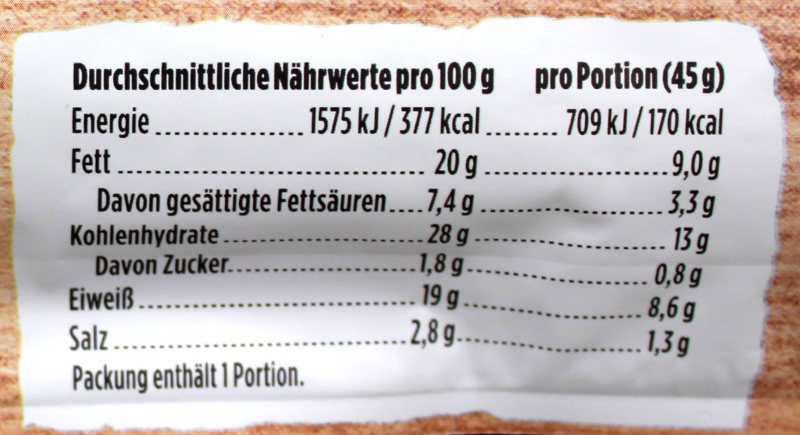 Durchschnittliche Nährwerte pro 100 g pro Portion (45 g)
Energie ................ 1575 kJ / 377 kcal ........ 709 kJ / 170 kcal
Fett ................................ 20 g .................... 9,0 g
Davon gesättigte Fettsäuren.....7,4 g .................... 3,3 g
Kohlenhydrate ...................... 28 g .................... 13 g
Davon Zucker........................1,8 g.................... 0,8 g
Eiweiß ............................. 19 g.................... 8,6 g
Salz ................................2,8 g.................... 1,3 g
Packung enthält 1 Portion.